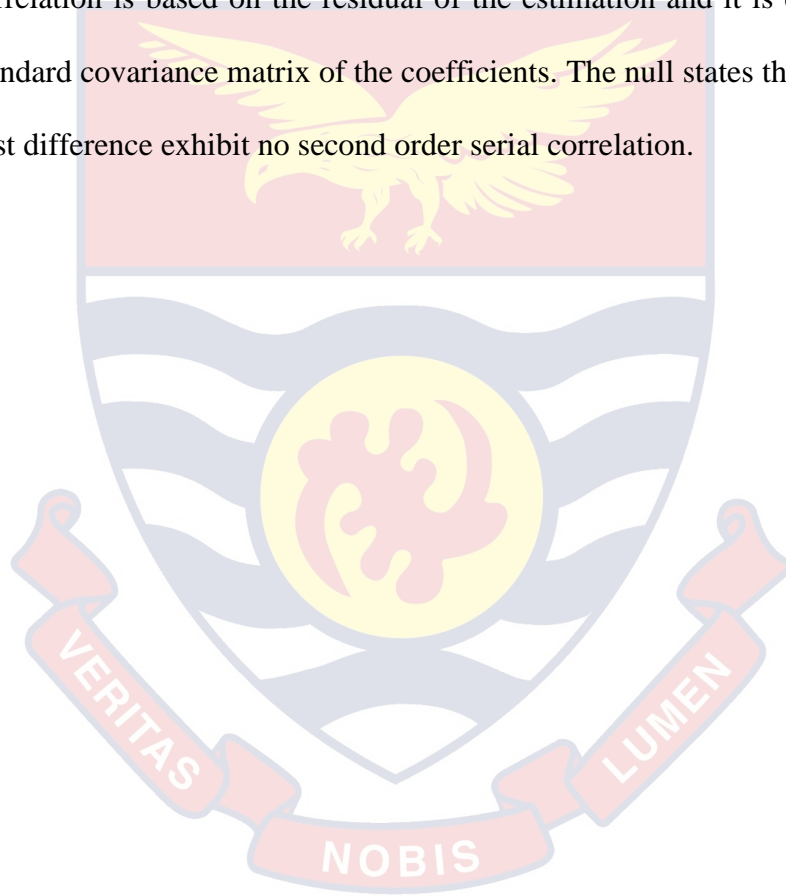 rrelation is based on the residual of the estimation and it is
ndard covariance matrix of the coefficients. The null states th
st difference exhibit no second order serial correlation.
VERITAS
NOBIS
LUMEN